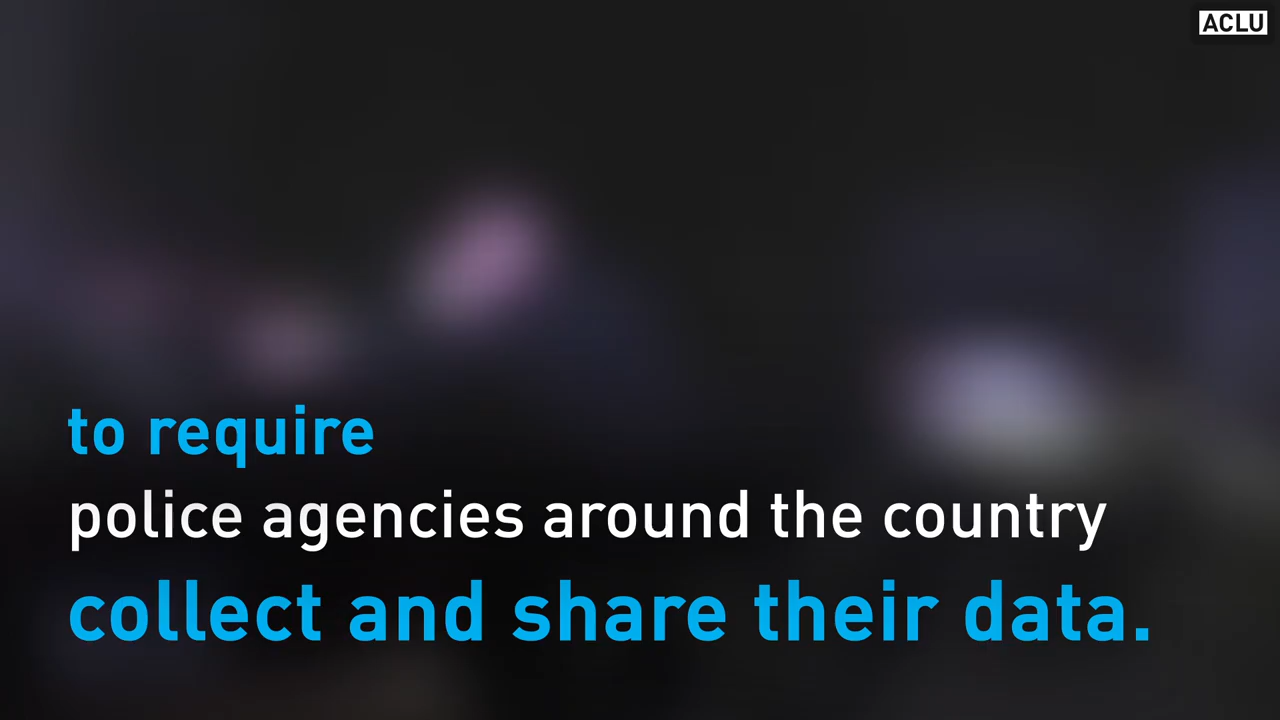 ACLU
to require
police agencies around the country
collect and share their data.